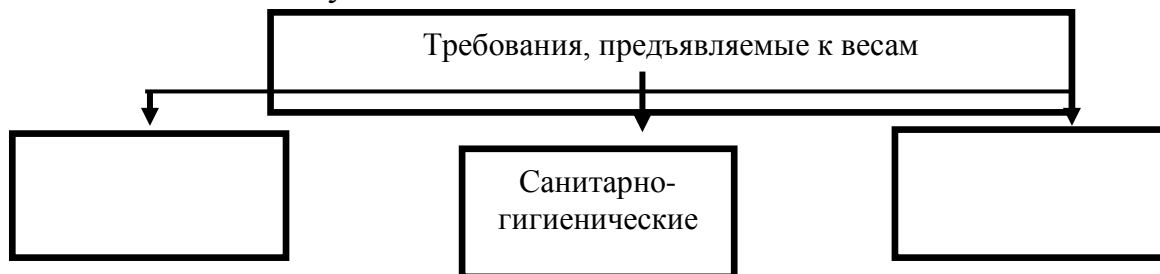 Требования, предъявляемые к весам
Санитарно-
гигиенические